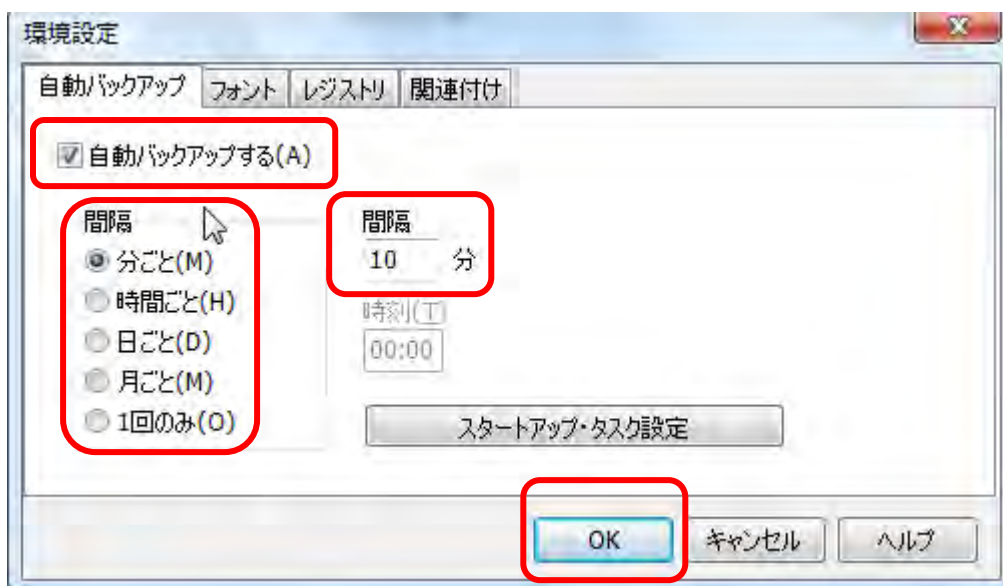 環境設定
自動バックアップ フォント レジストリ 関連付け
自動バックアップする(A)
間隔
分ごと(M)
時間ごと(H)
日ごと(D)
月ごと(M)
1回のみ(O)
間隔
10 分
時刻(T)
00:00
スタートアップ・タスク設定
OK キャンセル ヘルプ